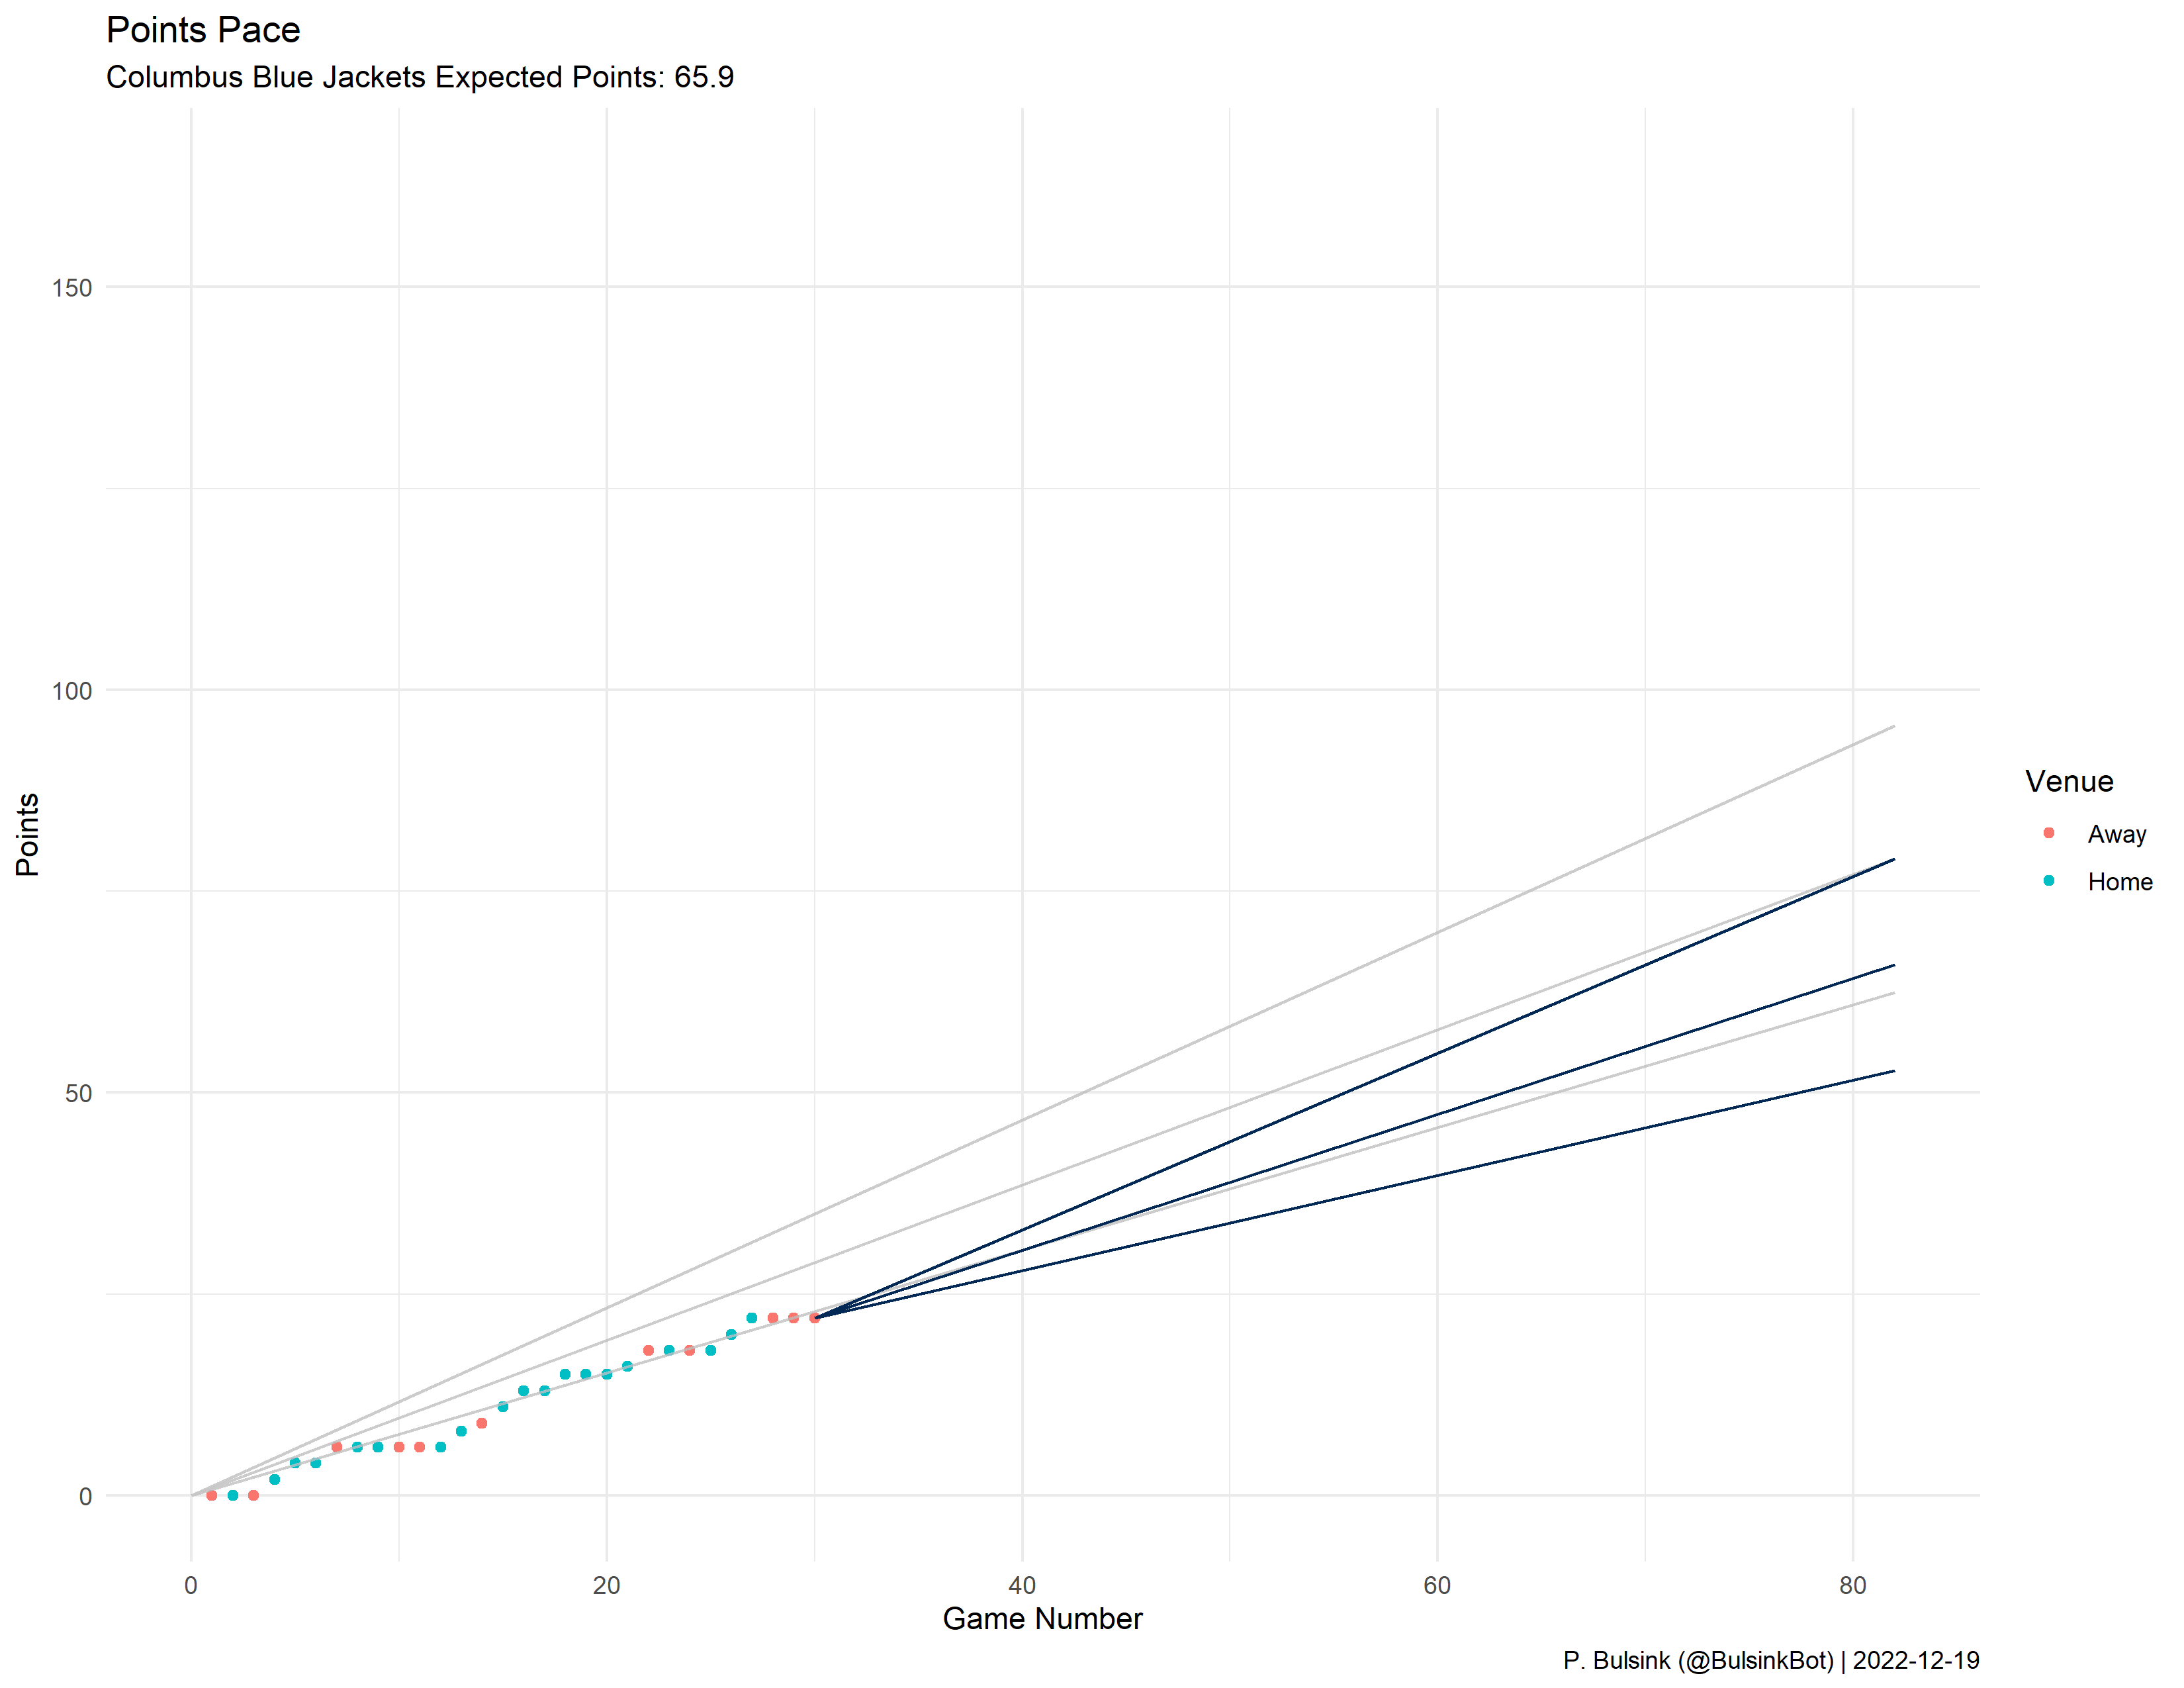 Points Pace
Columbus Blue Jackets Expected Points: 65.9
150
100
50
0
Points
0 20 40 60 80
Game Number
Venue
Away
Home
P. Bulsink (@BulsinkBot) | 2022-12-19